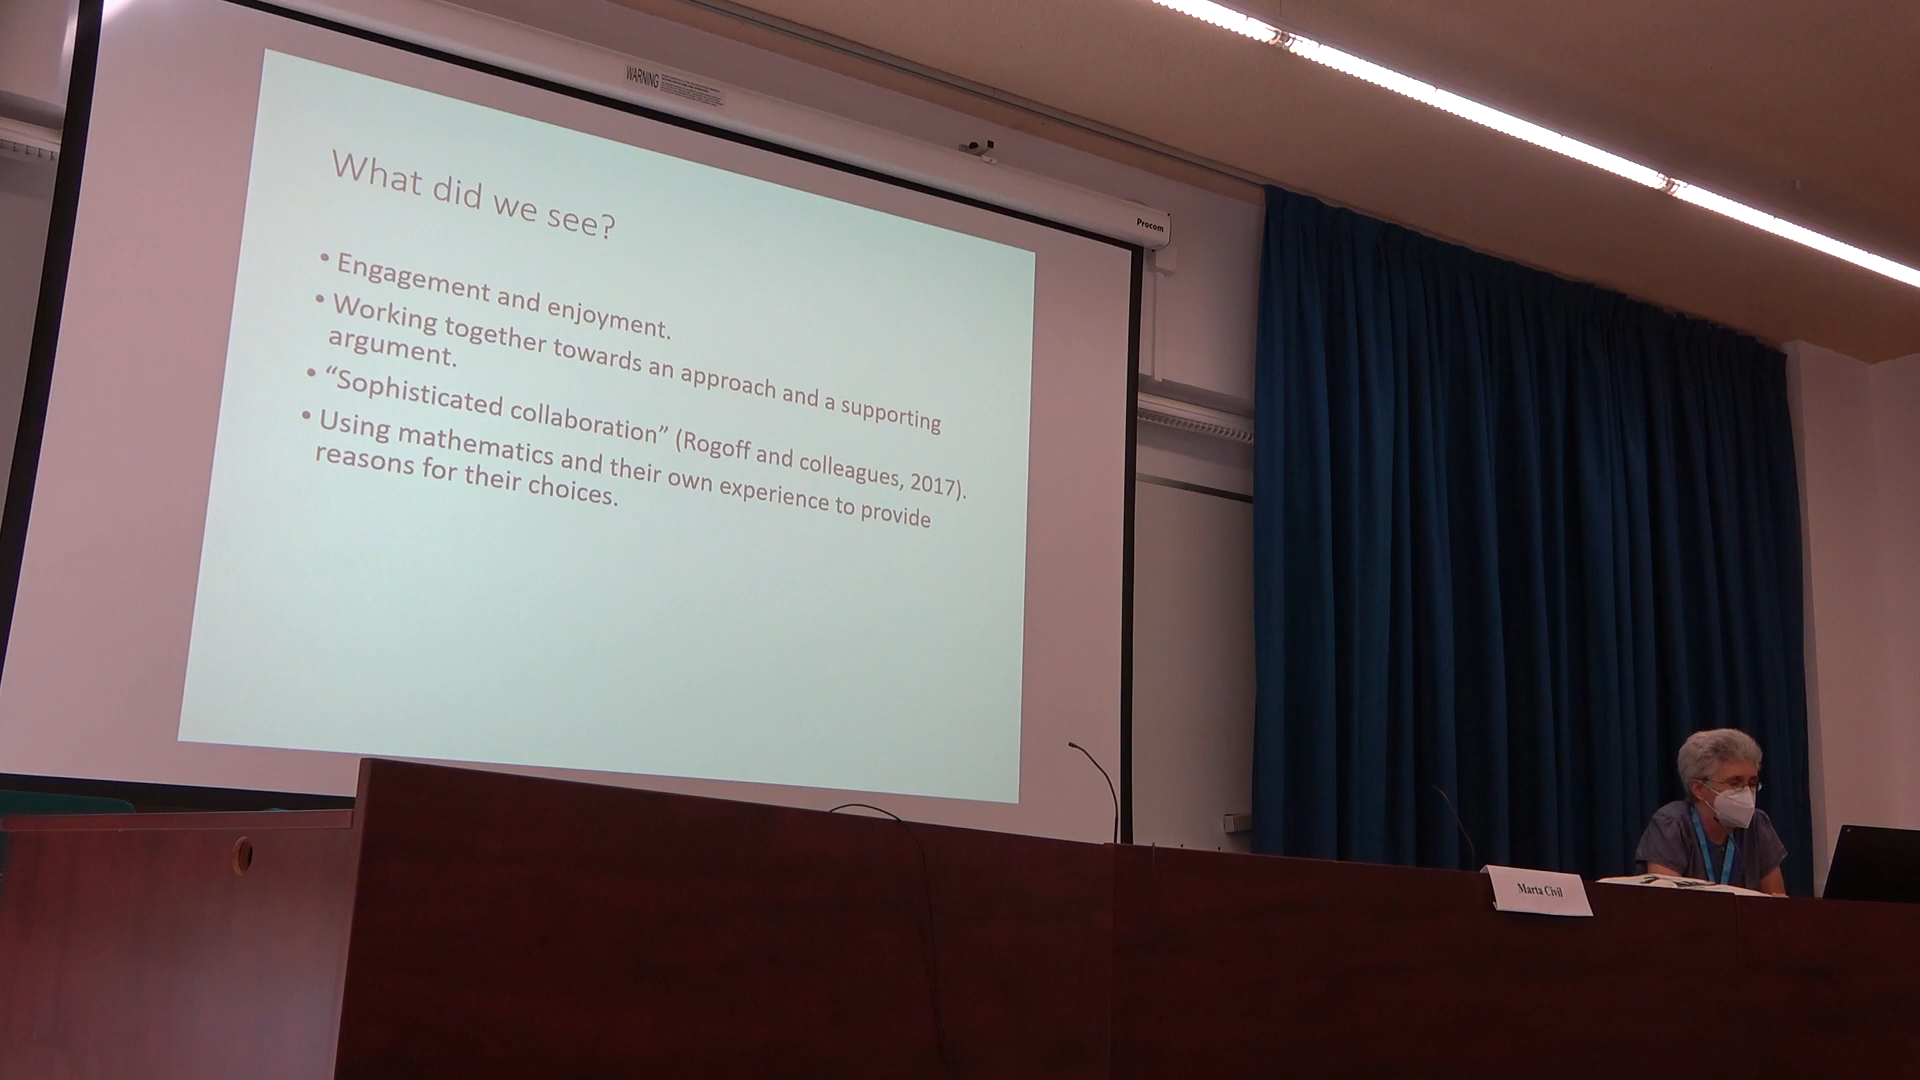 WARNING
Procom
What did we see?
• Engagement and enjoyment.
• Working together towards an approach and a supporting
argument.
• “Sophisticated collaboration” (Rogoff and colleagues, 2017).
• Using mathematics and their own experience to provide
reasons for their choices.
Marta Civil